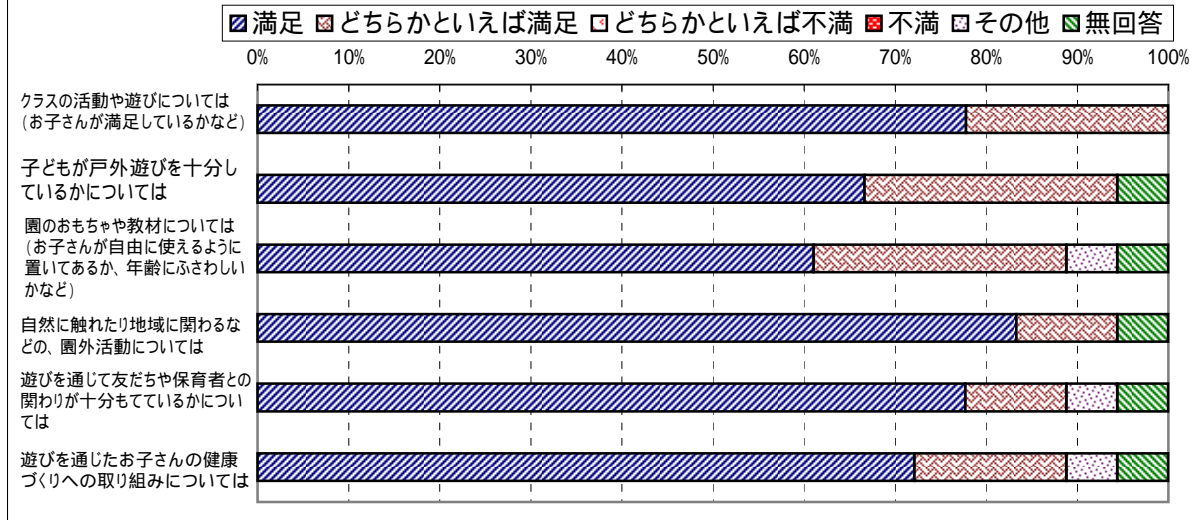 満足 どちらかといえば満足 どちらかといえば不満 不満 その他 無回答
0% 10% 20% 30% 40% 50% 60% 70% 80% 90% 100%
クラスの活動や遊びについては
(お子さんが満足しているかなど)
子どもが戸外遊びを十分し
ているかについては
園のおもちゃや教材については
(お子さんが自由に使えるように
置いてあるか、年齢にふさわしい
かなど)
自然に触れたり地域に関わるな
どの、園外活動については
遊びを通じて友だちや保育者との
関わりが十分もてているかについ
ては
遊びを通じたお子さんの健康
づくりへの取り組みについては